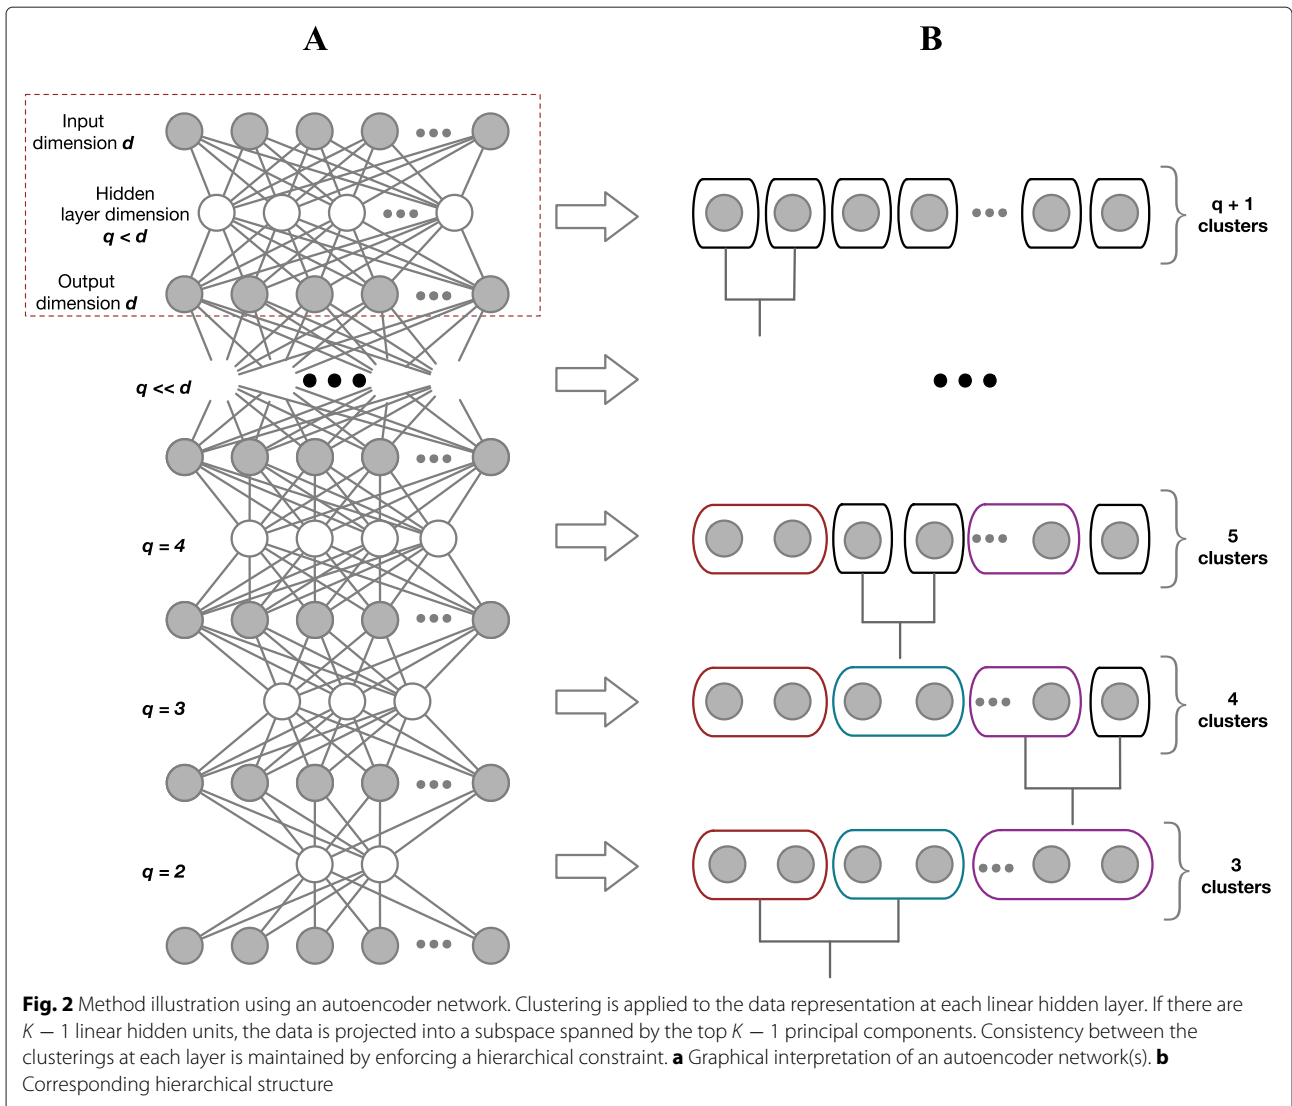 A
B
Input
dimension d
Hidden
layer dimension
q < d
Output
dimension d
q + 1
clusters
q << d
q = 4
5
clusters
q = 3
4
clusters
q = 2
3
clusters
Fig. 2 Method illustration using an autoencoder network. Clustering is applied to the data representation at each linear hidden layer. If there are
K − 1 linear hidden units, the data is projected into a subspace spanned by the top K − 1 principal components. Consistency between the
clusterings at each layer is maintained by enforcing a hierarchical constraint. a Graphical interpretation of an autoencoder network(s). b
Corresponding hierarchical structure